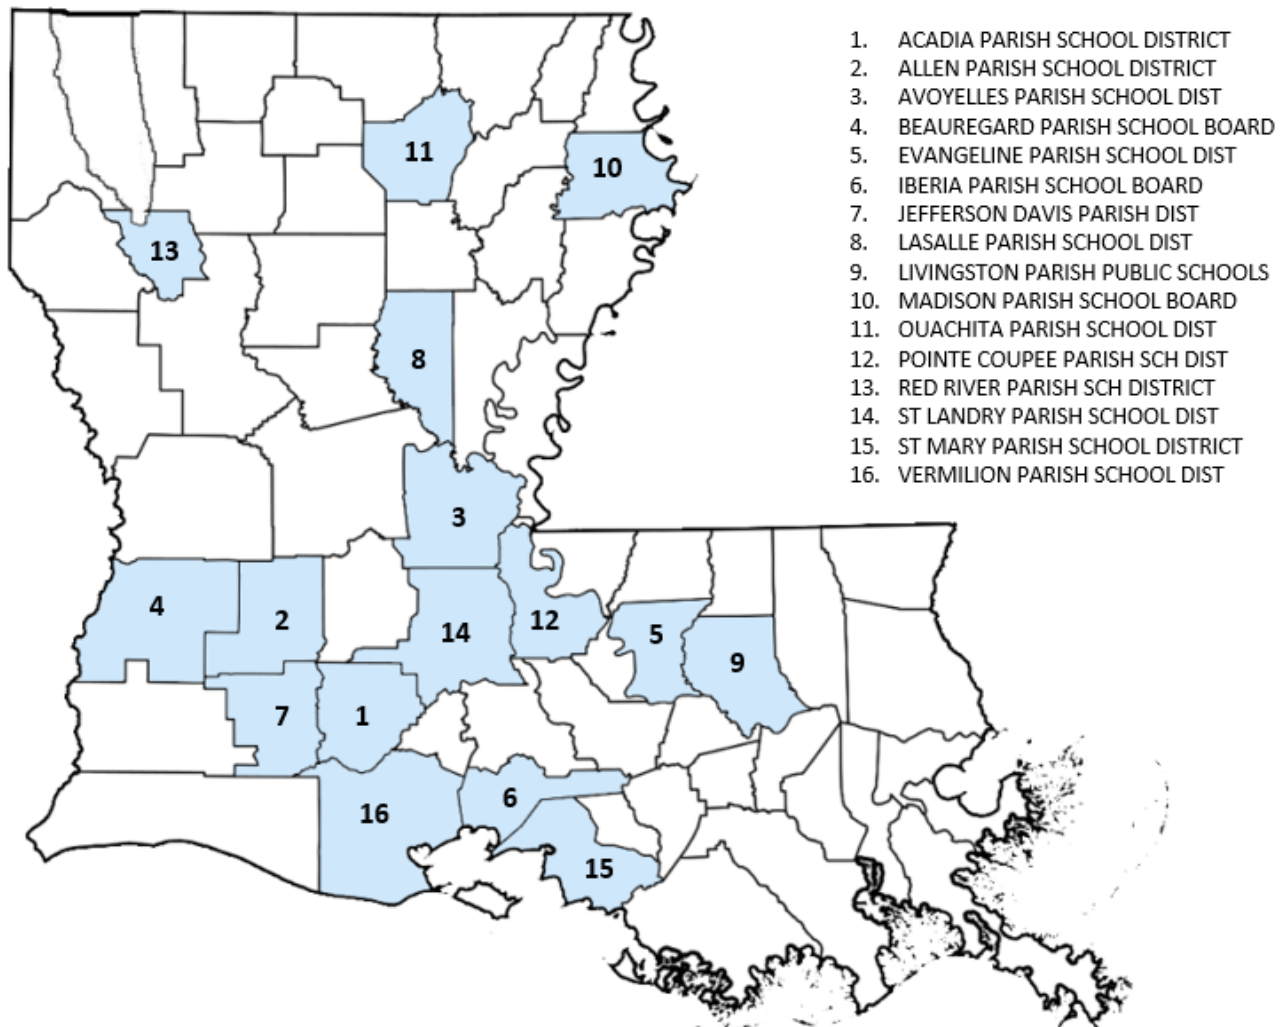 1. ACADIA PARISH SCHOOL DISTRICT
2. ALLEN PARISH SCHOOL DISTRICT
3. AVOYELLES PARISH SCHOOL DIST
4. BEAUREGARD PARISH SCHOOL BOARD
5. EVANGELINE PARISH SCHOOL DIST
6. IBERIA PARISH SCHOOL BOARD
7. JEFFERSON DAVIS PARISH DIST
8. LASALLE PARISH SCHOOL DIST
9. LIVINGSTON PARISH PUBLIC SCHOOLS
10. MADISON PARISH SCHOOL BOARD
11. OUACHITA PARISH SCHOOL DIST
12. POINTE COUPEE PARISH SCH DIST
13. RED RIVER PARISH SCH DISTRICT
14. ST LANDRY PARISH SCHOOL DIST
15. ST MARY PARISH SCHOOL DISTRICT
16. VERMILION PARISH SCHOOL DIST
11
10
13
8
3
4
2
14
12
5
9
7
1
6
16
15